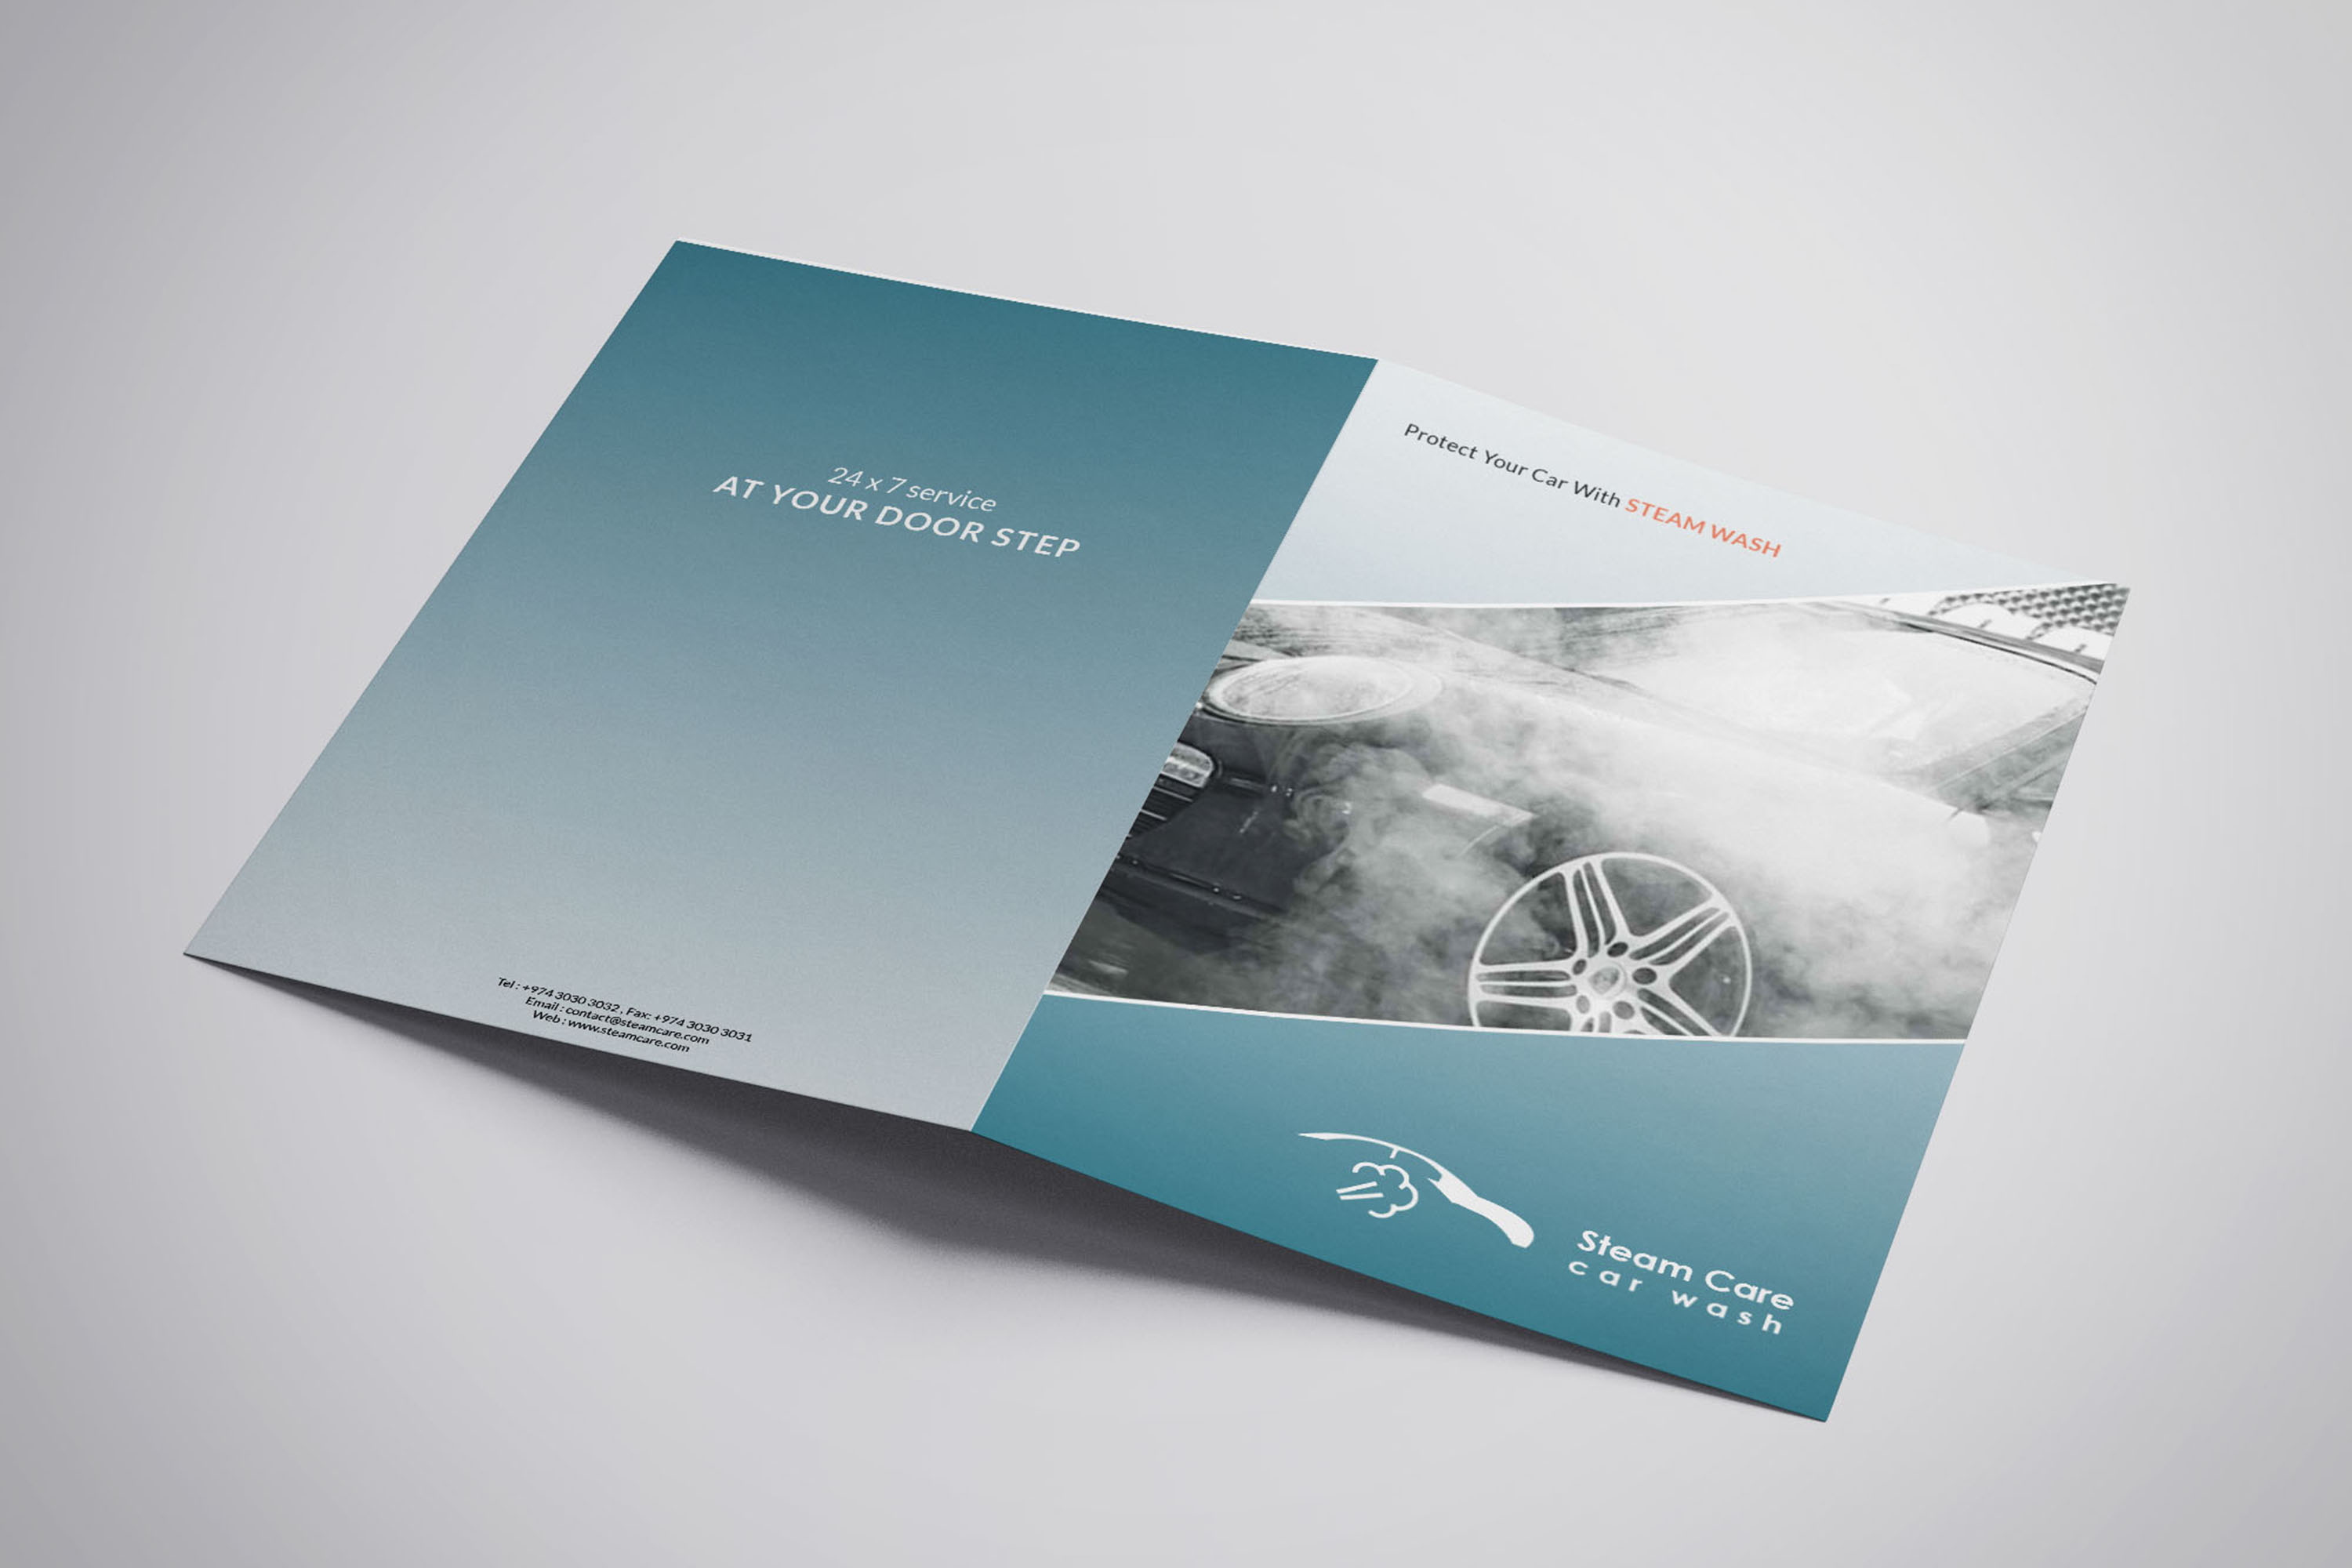 24 x 7 service
AT YOUR DOOR STEP
Tel : +974 3030 3032 , Fax: +974 3030 3031
Email : contact@steamcare.com
Web : www.steamcare.com
Protect Your Car With STEAM WASH
Steam Care
car wash